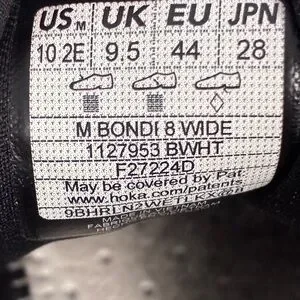 US M UK EU JPN
10 2E 9.5 44 28
M BONDI 8 WIDE
1127953 BWHT
F27224D
May be covered by Pat.
www.hoka.com/patents